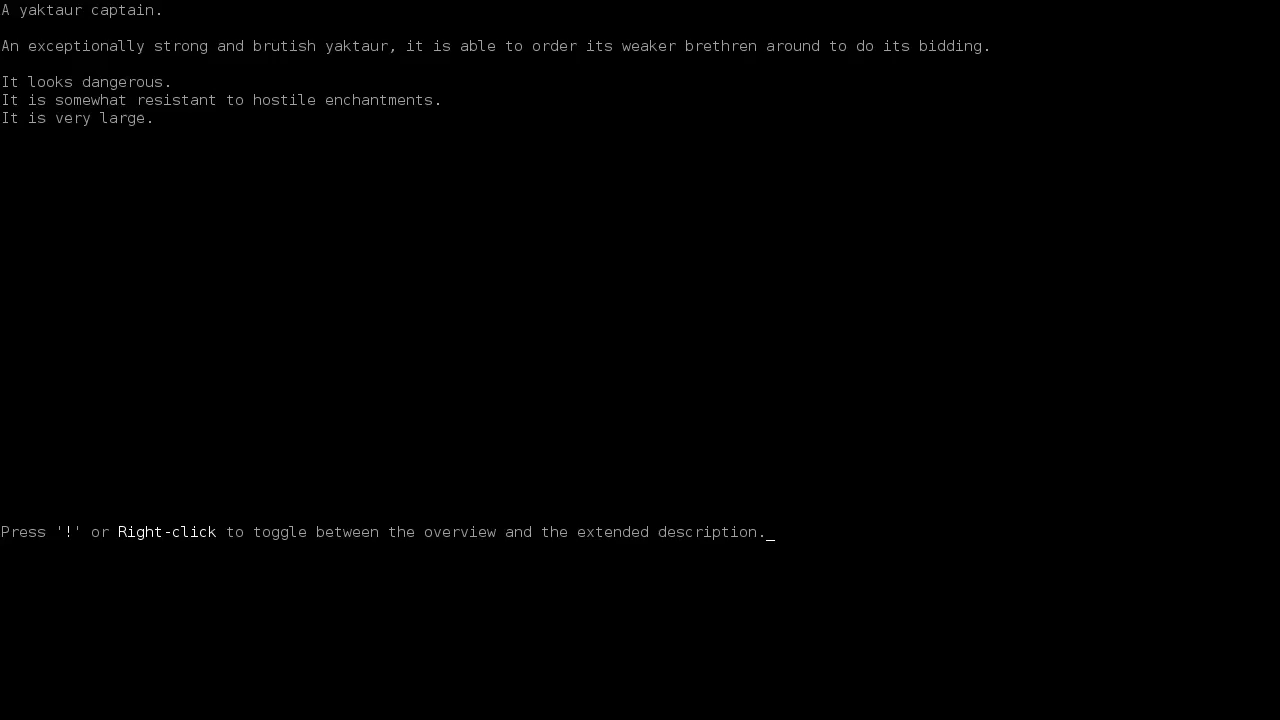 A yaktaur captain.
An exceptionally strong and brutish yaktaur, it is able to order its weaker brethren around to do its bidding.
It looks dangerous.
It is somewhat resistant to hostile enchantments.
It is very large.
Press '!' or Right-click to toggle between the overview and the extended description._